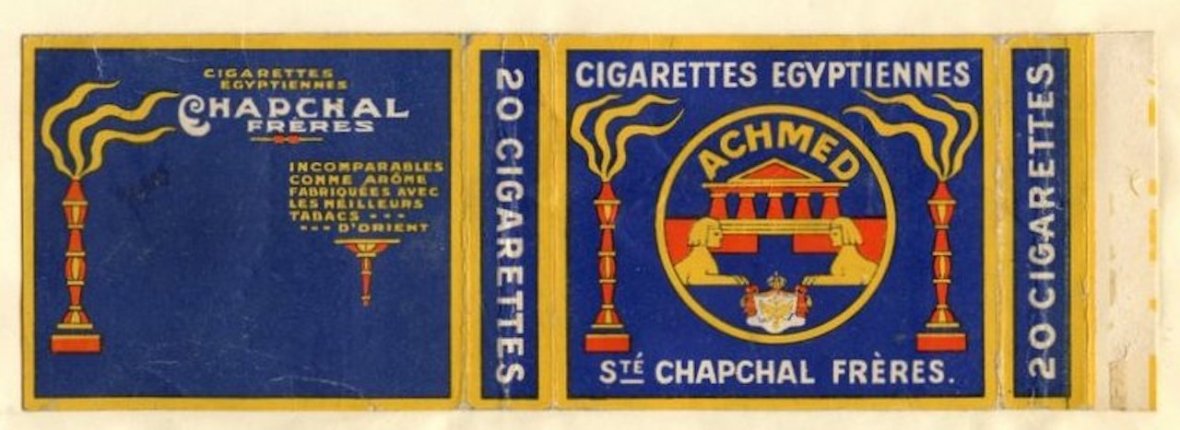 CIGARETTES
EGYPTIENNES
CHAPCHAL
FRERES
INCOMPARABLES
COMME ARÔME
FABRIQUÉES AVEC
LES MEILLEURS
TABACS
D'ORIENT
20 CIGARETTES
CIGARETTES EGYPTIENNES
ACHMED
STÉ CHAPCHAL FRÈRES.
20 CIGARETTES